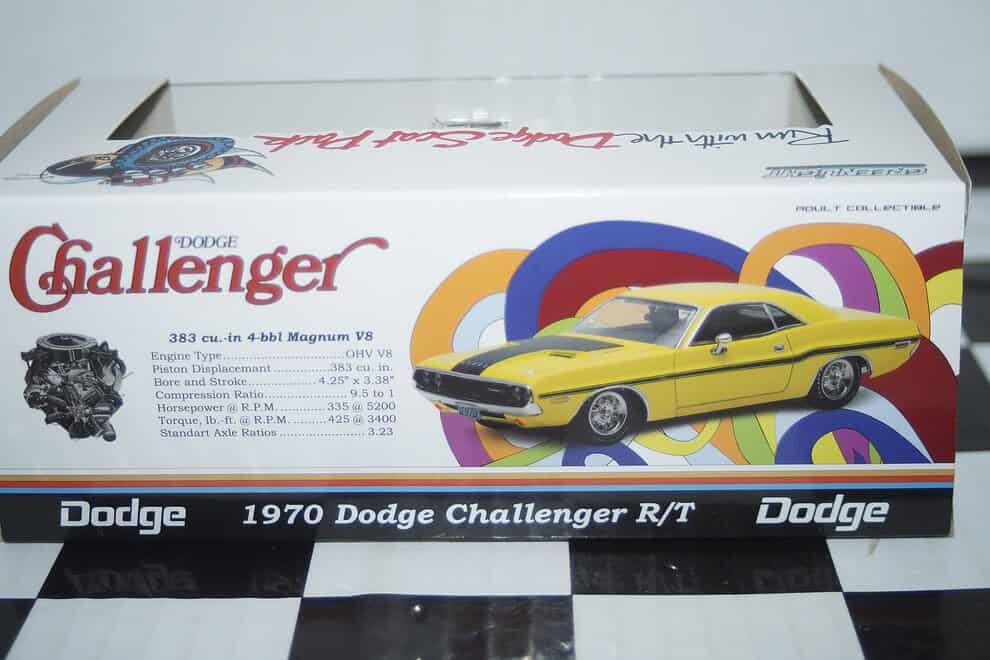 Run with the Dodge Scat Pack
GREENLIGHT
ADULT COLLECTIBLE
DODGE
Challenger
383 cu.-in 4-bbl Magnum V8
Engine Type....................OHV V8
Piston Displacement..............383 cu. in.
Bore and Stroke.............4.25" x 3.38"
Compression Ratio.................9.5 to 1
Horsepower @ R.P.M..........335 @ 5200
Torque, lb.-ft. @ R.P.M. .........425 @ 3400
Standart Axle Ratios ......................3.23
Dodge 1970 Dodge Challenger R/T Dodge